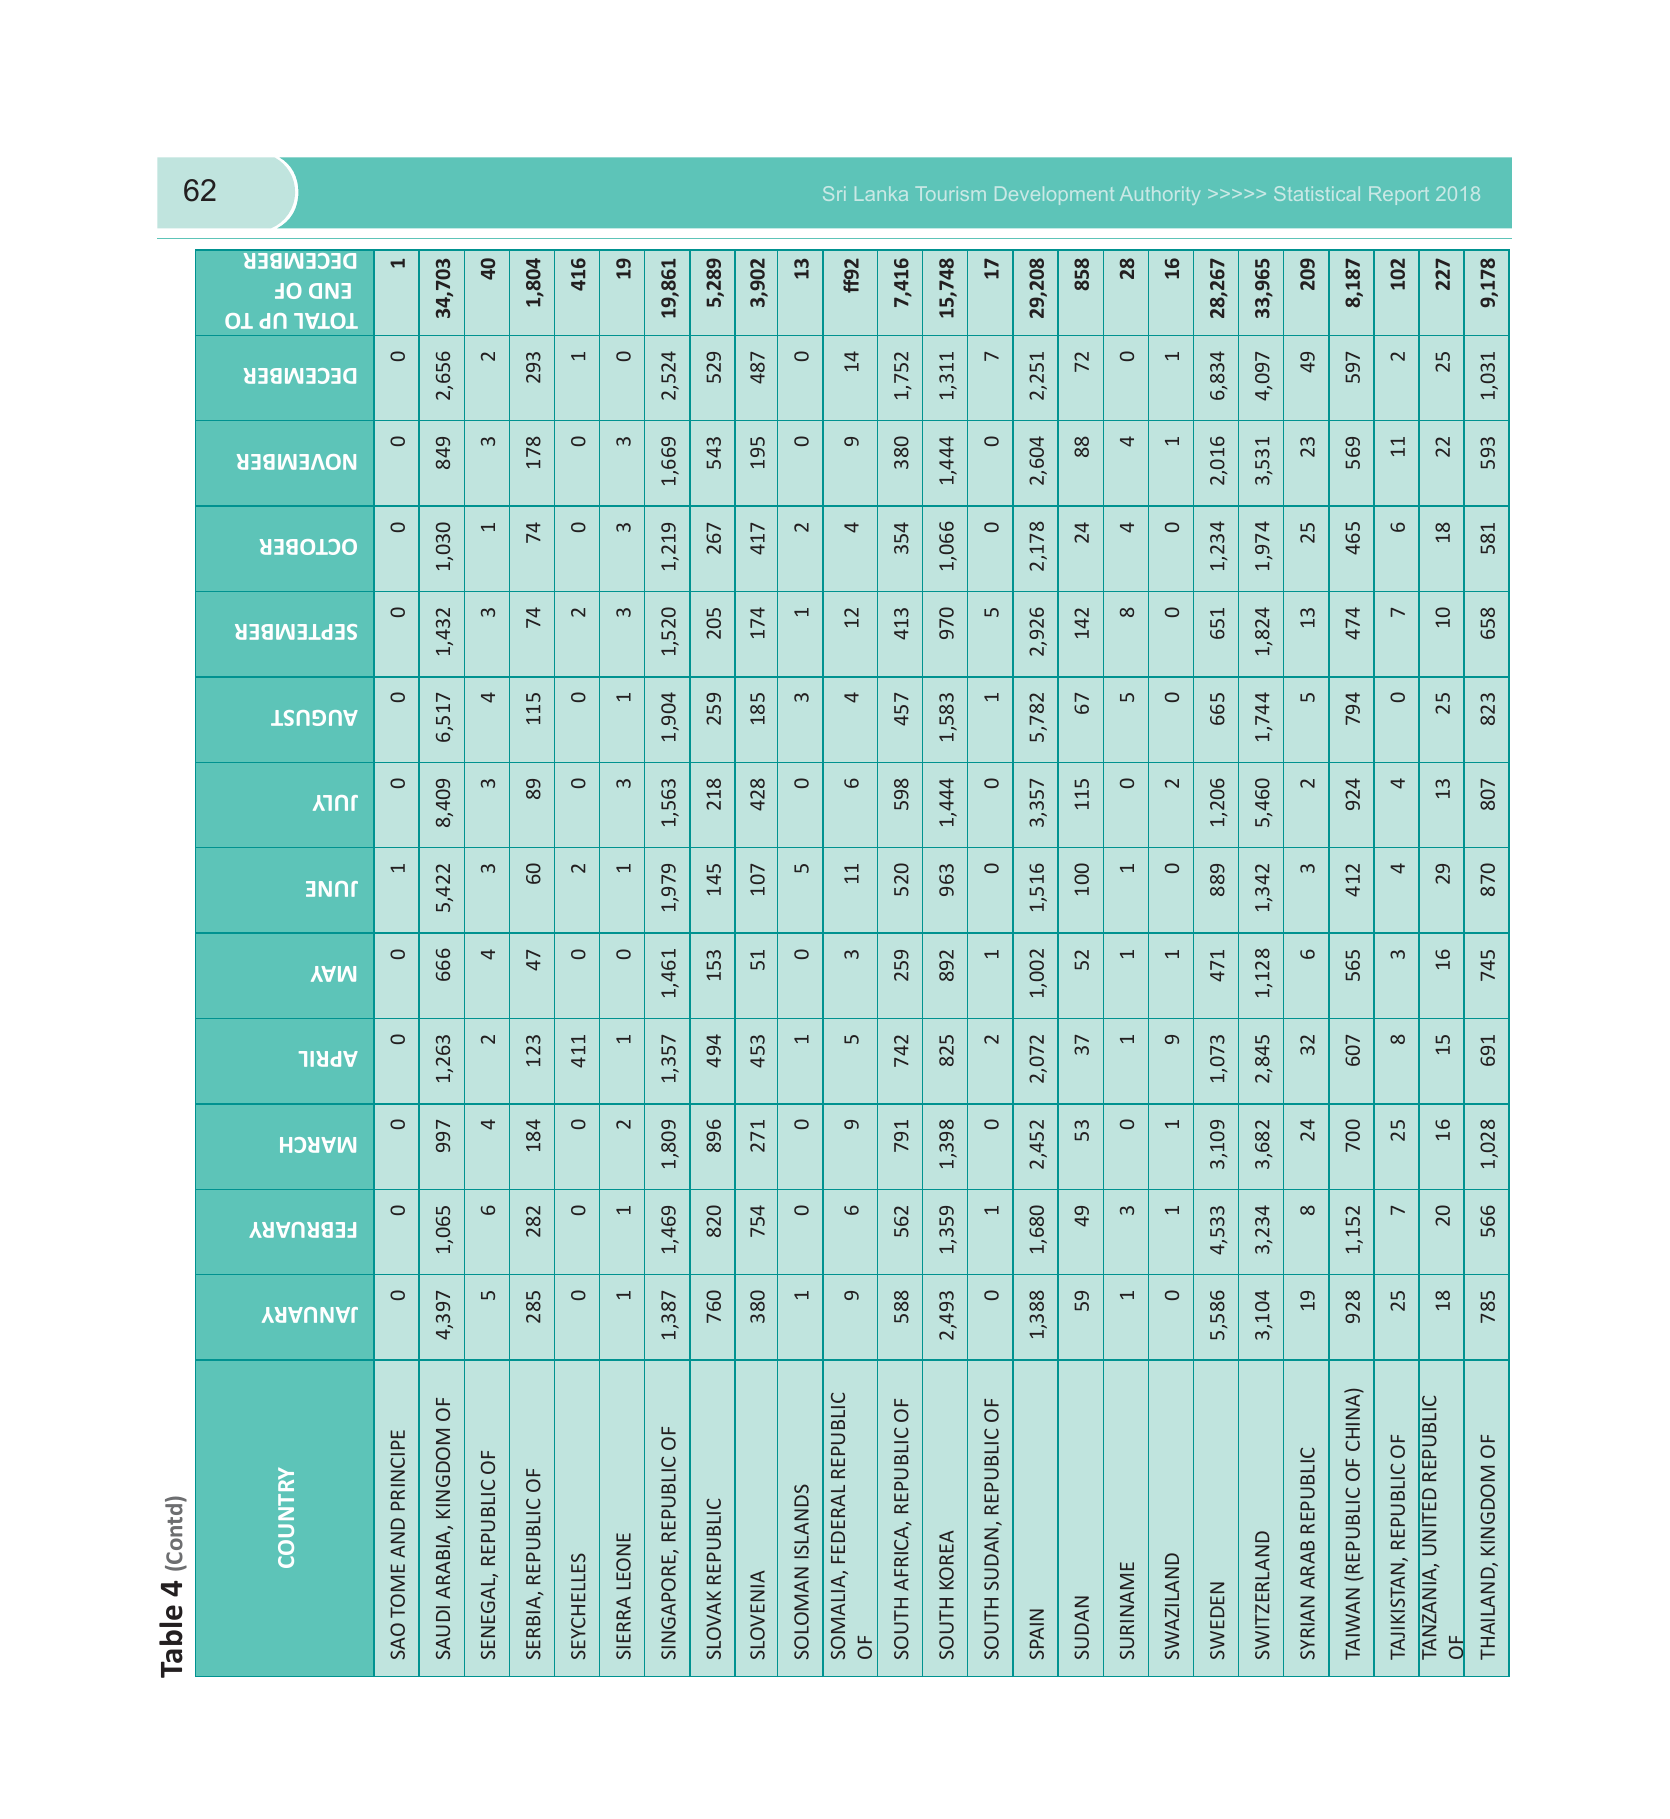 62
Sri Lanka Tourism Development Authority >>>>> Statistical Report 2018
Table 4 (Contd)
COUNTRY JANUARY FEBRUARY MARCH APRIL MAY JUNE JULY AUGUST SEPTEMBER OCTOBER NOVEMBER DECEMBER TOTAL UP TO END OF DECEMBER
SAO TOME AND PRINCIPE 0 0 0 0 0 1 0 0 0 0 0 0 1
SAUDI ARABIA, KINGDOM OF 4,397 1,065 997 1,263 666 5,422 8,409 6,517 1,432 1,030 849 2,656 34,703
SENEGAL, REPUBLIC OF 5 6 4 2 4 3 3 4 3 1 3 2 40
SERBIA, REPUBLIC OF 285 282 184 123 47 60 89 115 74 74 178 293 1,804
SEYCHELLES 0 0 0 411 0 2 0 0 2 0 0 1 416
SIERRA LEONE 1 1 2 1 0 1 3 1 3 3 3 0 19
SINGAPORE, REPUBLIC OF 1,387 1,469 1,809 1,357 1,461 1,979 1,563 1,904 1,520 1,219 1,669 2,524 19,861
SLOVAK REPUBLIC 760 820 896 494 153 145 218 259 205 267 543 529 5,289
SLOVENIA 380 754 271 453 51 107 428 185 174 417 195 487 3,902
SOLOMAN ISLANDS 1 0 0 1 0 5 0 3 1 2 0 0 13
SOMALIA, FEDERAL REPUBLIC
OF 9 6 9 5 3 11 6 4 12 4 9 14 ff92
SOUTH AFRICA, REPUBLIC OF 588 562 791 742 259 520 598 457 413 354 380 1,752 7,416
SOUTH KOREA 2,493 1,359 1,398 825 892 963 1,444 1,583 970 1,066 1,444 1,311 15,748
SOUTH SUDAN, REPUBLIC OF 0 1 0 2 1 0 0 1 5 0 0 7 17
SPAIN 1,388 1,680 2,452 2,072 1,002 1,516 3,357 5,782 2,926 2,178 2,604 2,251 29,208
SUDAN 59 49 53 37 52 100 115 67 142 24 88 72 858
SURINAME 1 3 0 1 1 1 0 5 8 4 4 0 28
SWAZILAND 0 1 1 9 1 0 2 0 0 0 1 1 16
SWEDEN 5,586 4,533 3,109 1,073 471 889 1,206 665 651 1,234 2,016 6,834 28,267
SWITZERLAND 3,104 3,234 3,682 2,845 1,128 1,342 5,460 1,744 1,824 1,974 3,531 4,097 33,965
SYRIAN ARAB REPUBLIC 19 8 24 32 6 3 2 5 13 25 23 49 209
TAIWAN (REPUBLIC OF CHINA) 928 1,152 700 607 565 412 924 794 474 465 569 597 8,187
TAJIKISTAN, REPUBLIC OF 25 7 25 8 3 4 4 0 7 6 11 2 102
TANZANIA, UNITED REPUBLIC
OF 18 20 16 15 16 29 13 25 10 18 22 25 227
THAILAND, KINGDOM OF 785 566 1,028 691 745 870 807 823 658 581 593 1,031 9,178